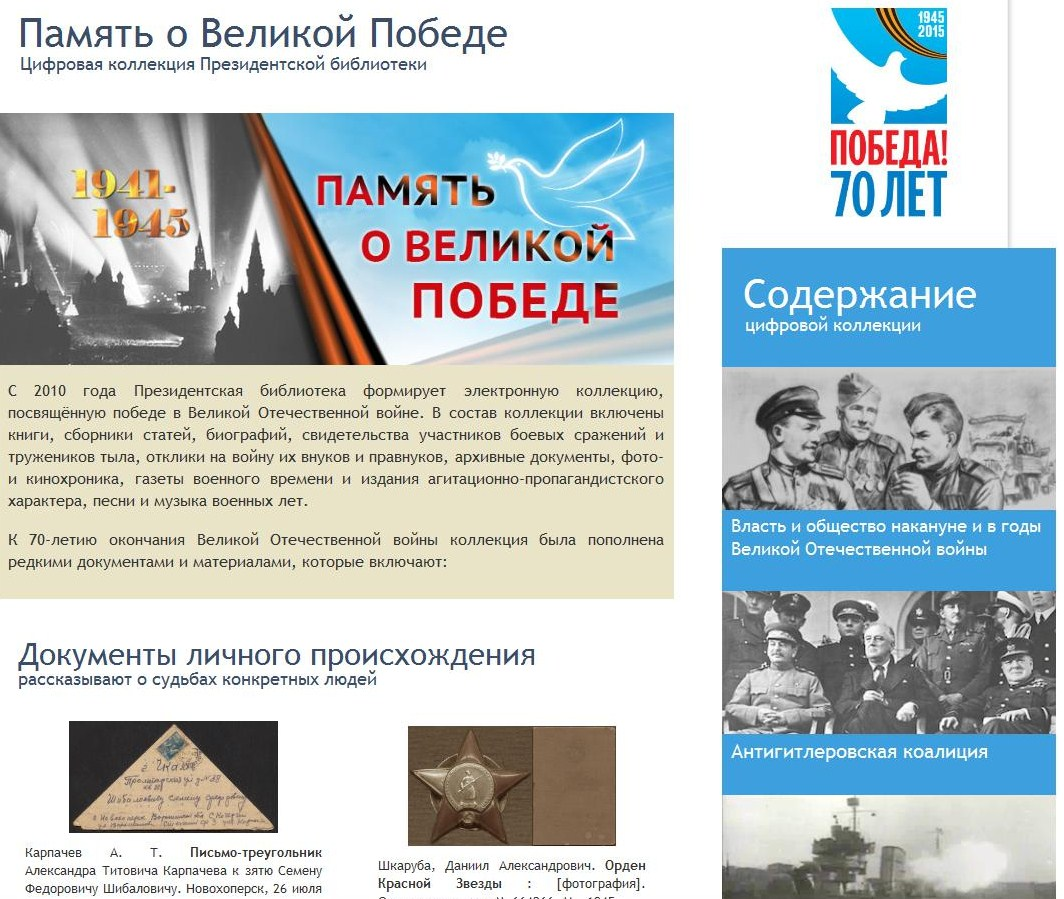 Память о Великой Победе
Цифровая коллекция Президентской библиотеки
1941-
1945
ПАМЯТЬ
О ВЕЛИКОЙ
ПОБЕДЕ
С 2010 года Президентская библиотека формирует электронную коллекцию,
посвящённую победе в Великой Отечественной войне. В состав коллекции включены
книги, сборники статей, биографий, свидетельства участников боевых сражений и
тружеников тыла, отклики на войну их внуков и правнуков, архивные документы, фото-
и кинохроника, газеты военного времени и издания агитационно-пропагандистского
характера, песни и музыка военных лет.
К 70-летию окончания Великой Отечественной войны коллекция была пополнена
редкими документами и материалами, которые включают:
Документы личного происхождения
рассказывают о судьбах конкретных людей
Карпачев А. Т. Письмо-треугольник
Александра Титовича Карпачева к зятю Семену
Федоровичу Шибаловичу. Новохоперск, 26 июля
Шкаруба, Даниил Александрович. Орден
Красной Звезды : [фотография].
1945
2015
ПОБЕДА!
70 ЛЕТ
Содержание
цифровой коллекции
Власть и общество накануне и в годы
Великой Отечественной войны
Антигитлеровская коалиция